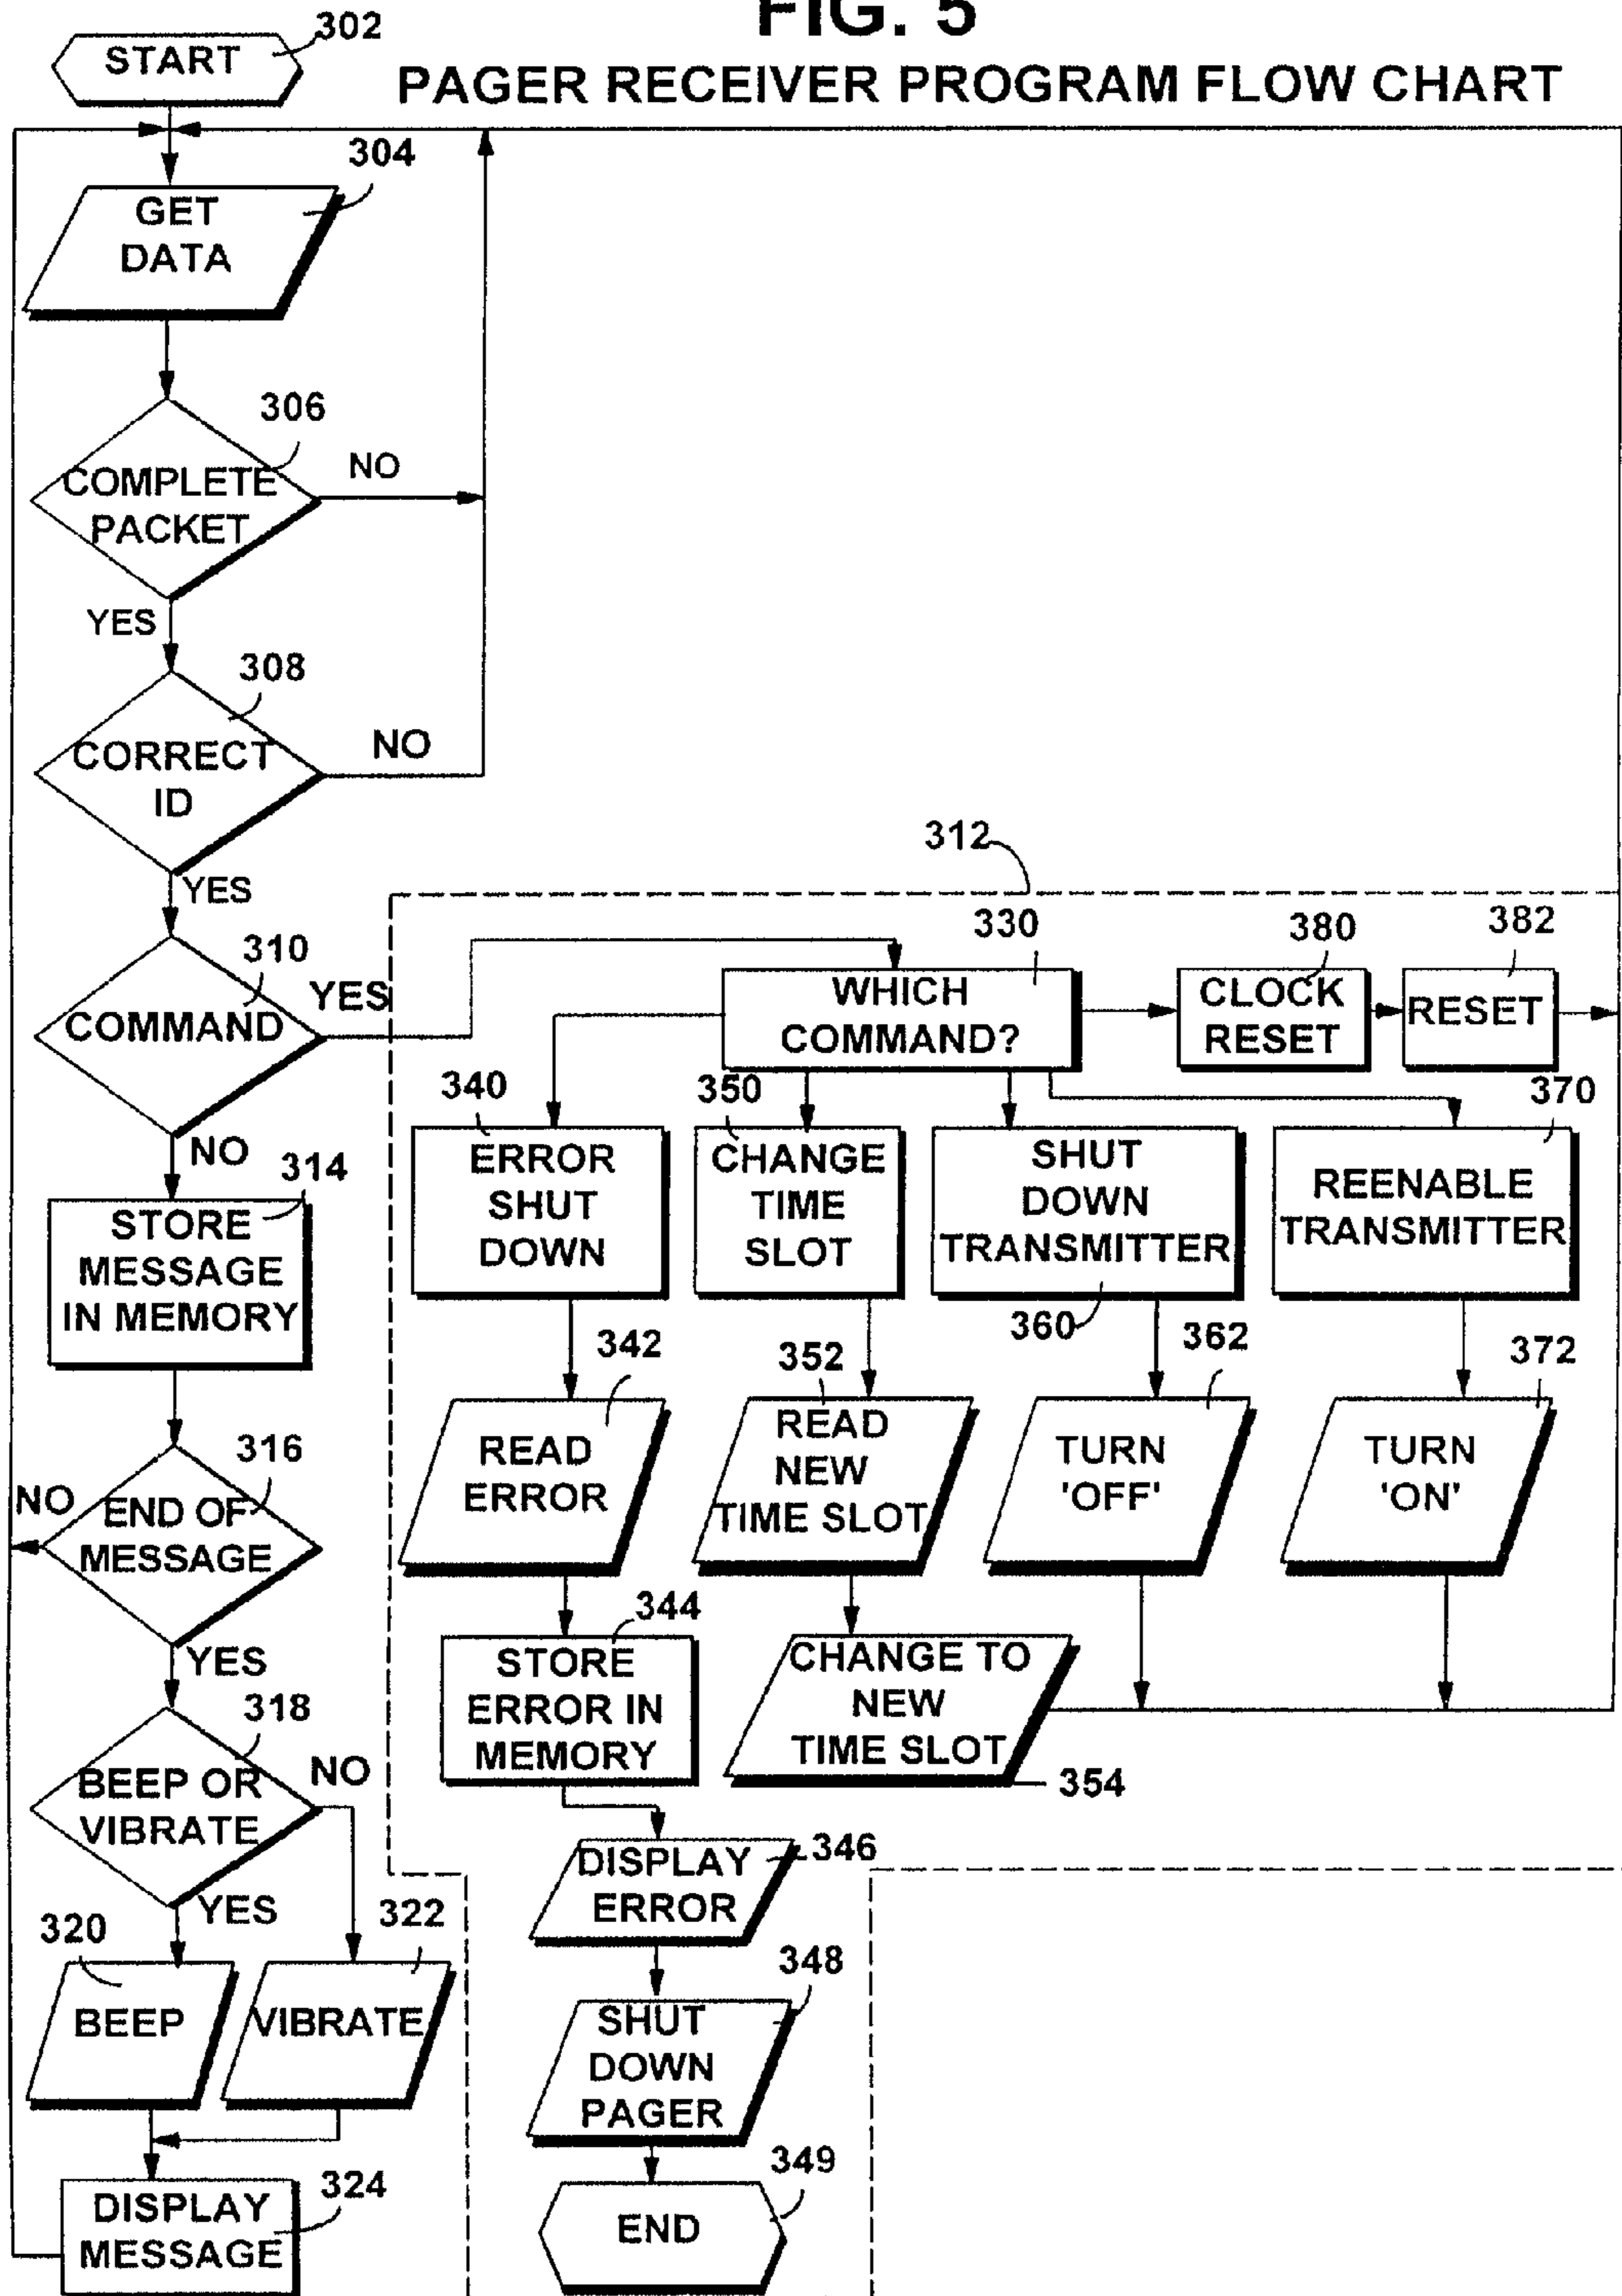 FIG. 5
PAGER RECEIVER PROGRAM FLOW CHART
START
302
304
GET
DATA
306
COMPLETE
PACKET
NO
YES
308
CORRECT
ID
NO
YES
310
COMMAND
YES
NO
314
STORE
MESSAGE
IN MEMORY
316
NO
END OF
MESSAGE
YES
318
BEEP OR
VIBRATE
NO
YES
320
BEEP
322
VIBRATE
324
DISPLAY
MESSAGE
312
330
WHICH
COMMAND?
380
CLOCK
RESET
382
RESET
340
ERROR
SHUT
DOWN
342
READ
ERROR
344
STORE
ERROR IN
MEMORY
346
DISPLAY
ERROR
348
SHUT
DOWN
PAGER
349
END
350
CHANGE
TIME
SLOT
352
READ
NEW
TIME SLOT
CHANGE TO
NEW
TIME SLOT
354
SHUT
DOWN
TRANSMITTER
360
362
TURN
'OFF'
370
REENABLE
TRANSMITTER
372
TURN
'ON'